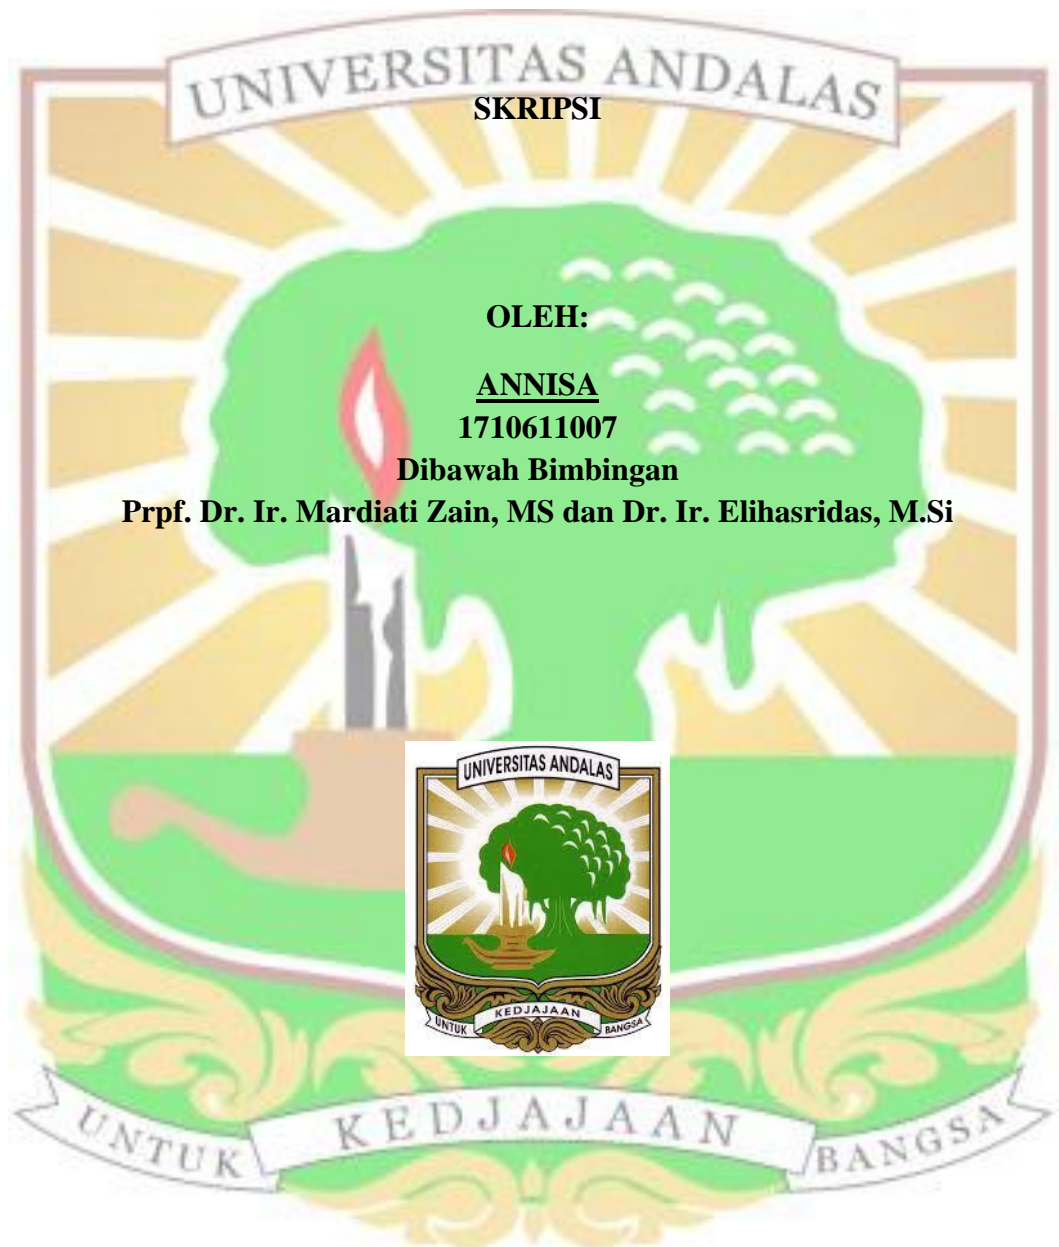 UNIVERSITAS ANDALAS
SKRIPSI
OLEH:
ANNISA
1710611007
Dibawah Bimbingan
Prpf. Dr. Ir. Mardiati Zain, MS dan Dr. Ir. Elihasridas, M.Si
UNIVERSITAS ANDALAS
UNTUK KEDJAJAAN BANGSA
UNTUK KEDJAJAAN BANGSA